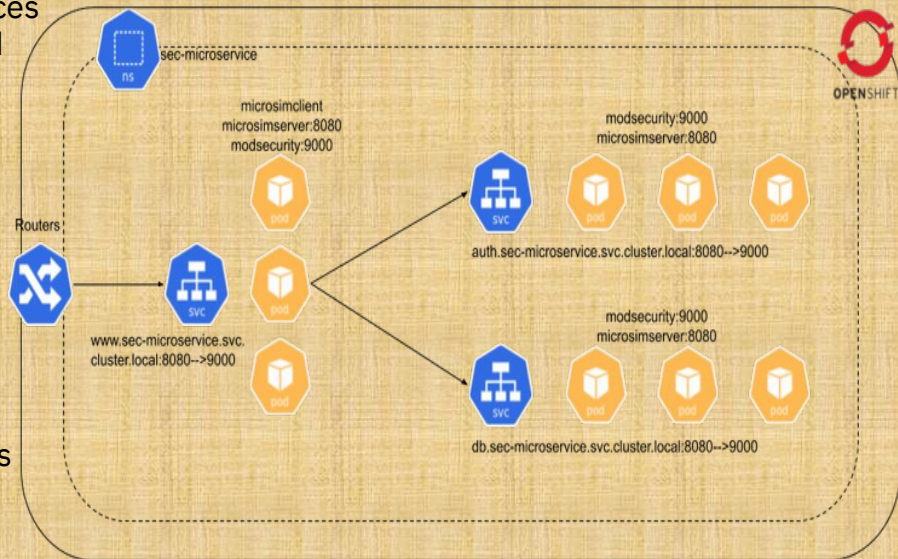 ces
ns
sec-microservice
OPENSHIFT
microsimclient
microsimserver:8080
modsecurity:9000
pod
pod
pod
Routers
svc
www.sec-microservice.svc.
cluster.local:8080-->9000
modsecurity:9000
microsimserver:8080
svc
pod
pod
pod
auth.sec-microservice.svc.cluster.local:8080-->9000
modsecurity:9000
microsimserver:8080
svc
pod
pod
pod
db.sec-microservice.svc.cluster.local:8080-->9000
s